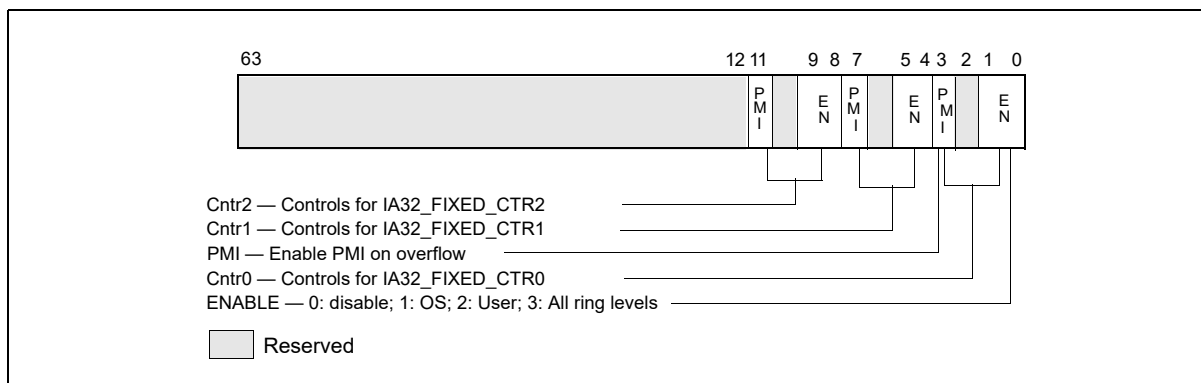 63 12 11 9 8 7 5 4 3 2 1 0
PMI EN PMI EN PMI EN
Cntr2 — Controls for IA32_FIXED_CTR2
Cntr1 — Controls for IA32_FIXED_CTR1
PMI — Enable PMI on overflow
Cntr0 — Controls for IA32_FIXED_CTR0
ENABLE — 0: disable; 1: OS; 2: User; 3: All ring levels
Reserved